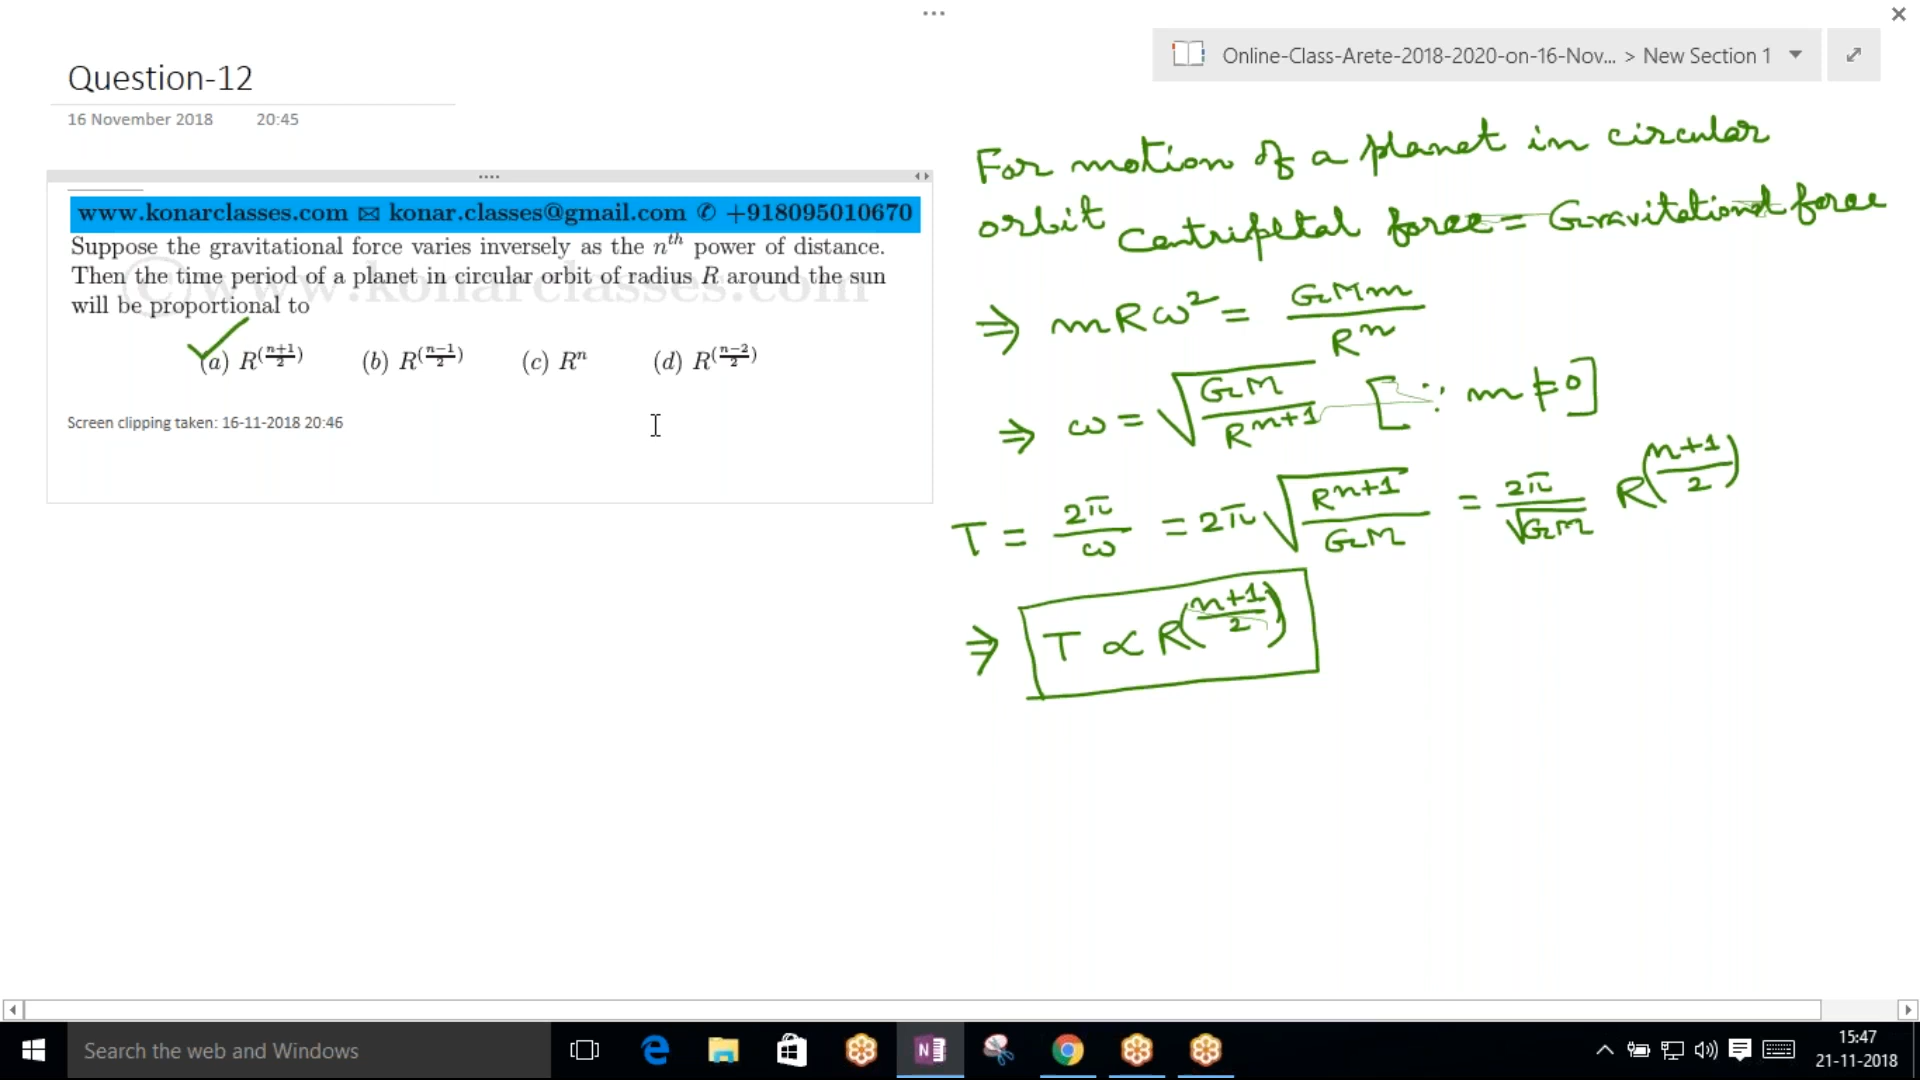 Online-Class-Arete-2018-2020-on-16-Nov... > New Section 1
Question-12
16 November 2018 20:45
www.konarclasses.com ✉ konar.classes@gmail.com ✆ +918095010670
Suppose the gravitational force varies inversely as the nᵗʰ power of distance.
Then the time period of a planet in circular orbit of radius R around the sun
will be proportional to
(a) R^((n+1)/2) (b) R^((n−1)/2) (c) Rⁿ (d) R^((n−2)/2)
©www.konarclasses.com
Screen clipping taken: 16-11-2018 20:46
For motion of a planet in circular
orbit Centripetal force = Gravitational force
⇒ mRω² = GMm/Rⁿ
⇒ ω = √(GM/R^(n+1)) [∵ m ≠ 0]
T = 2π/ω = 2π√(R^(n+1)/GM) = 2π/√GM R^((n+1)/2)
⇒ T ∝ R^((n+1)/2)
Search the web and Windows
15:47
21-11-2018